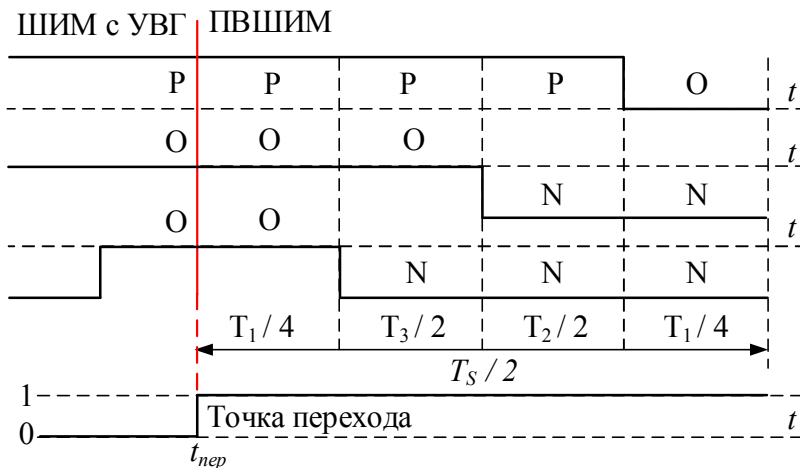 ШИМ с УВГ ПВШИМ
P P P P O t
O O O t
N N
O O t
N N N
T₁ / 4 T₃ / 2 T₂ / 2 T₁ / 4
T_S / 2
1
Точка перехода t
0
t_пер